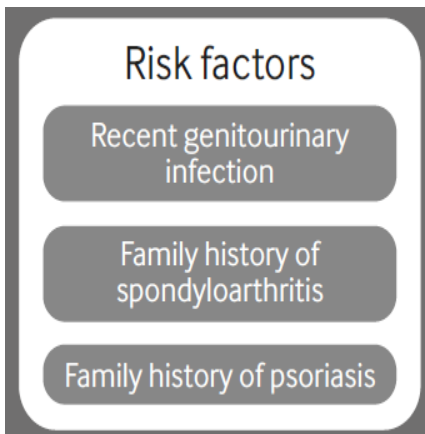 Risk factors
Recent genitourinary
infection
Family history of
spondyloarthritis
Family history of psoriasis